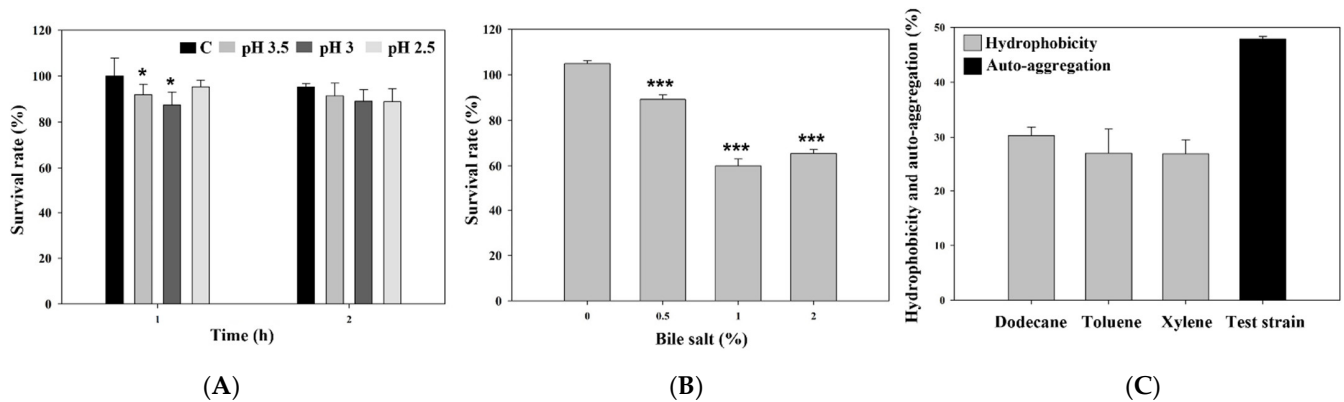 120
100
80
60
40
20
0
Survival rate (%)
C pH 3.5 pH 3 pH 2.5
* *
1 2
Time (h)
(A)
120
100
80
60
40
20
0
Survival rate (%)
***
***
***
0 0.5 1 2
Bile salt (%)
(B)
50
40
30
20
10
0
Hydrophobicity and auto-aggregation (%)
Hydrophobicity
Auto-aggregation
Dodecane Toluene Xylene Test strain
(C)